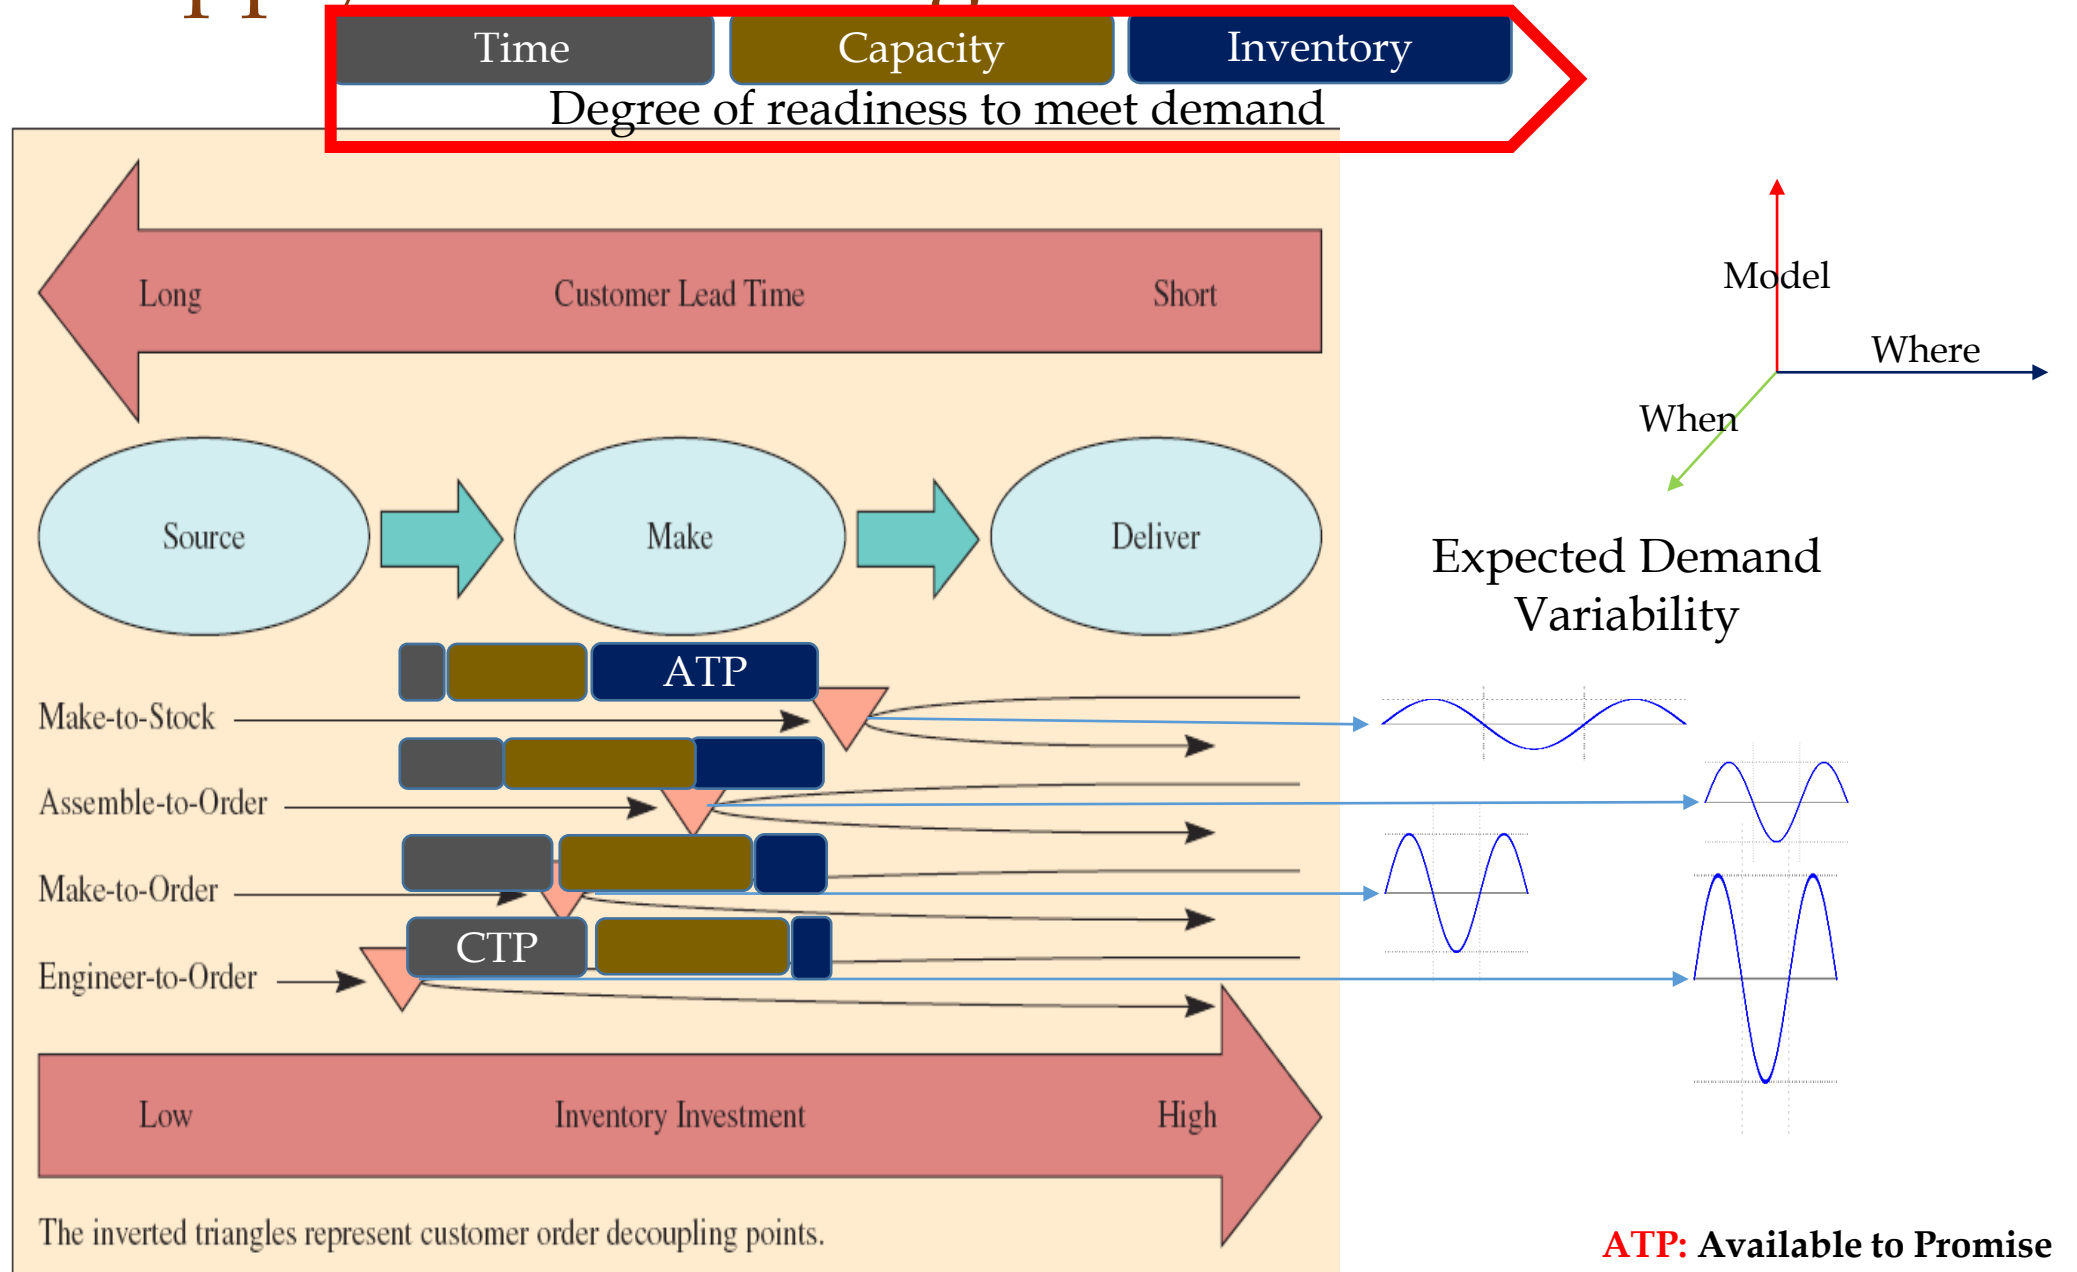 Time
Capacity
Inventory
Degree of readiness to meet demand
Long
Customer Lead Time
Short
Model
Where
When
Source
Make
Deliver
Expected Demand
Variability
ATP
Make-to-Stock
Assemble-to-Order
Make-to-Order
CTP
Engineer-to-Order
Low
Inventory Investment
High
The inverted triangles represent customer order decoupling points.
ATP: Available to Promise